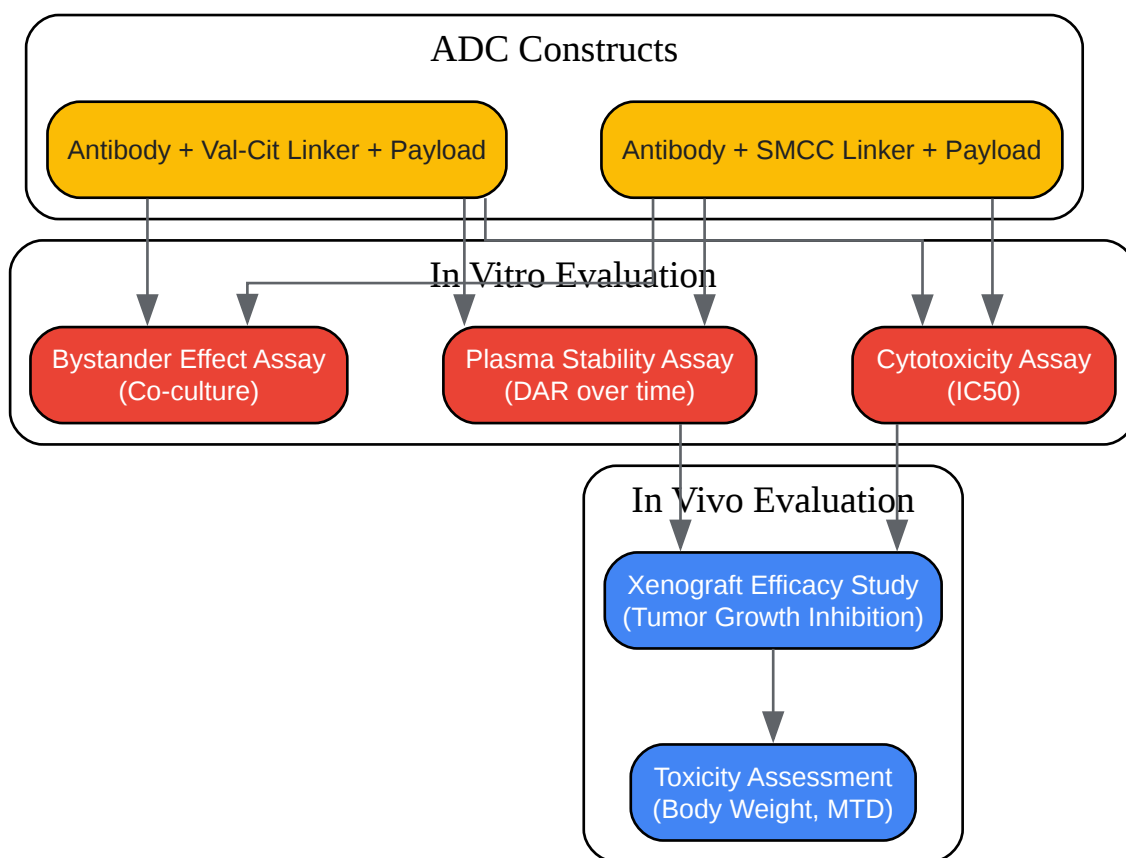 ADC Constructs
Antibody + Val-Cit Linker + Payload
Antibody + SMCC Linker + Payload
In Vitro Evaluation
Bystander Effect Assay
(Co-culture)
Plasma Stability Assay
(DAR over time)
Cytotoxicity Assay
(IC50)
In Vivo Evaluation
Xenograft Efficacy Study
(Tumor Growth Inhibition)
Toxicity Assessment
(Body Weight, MTD)